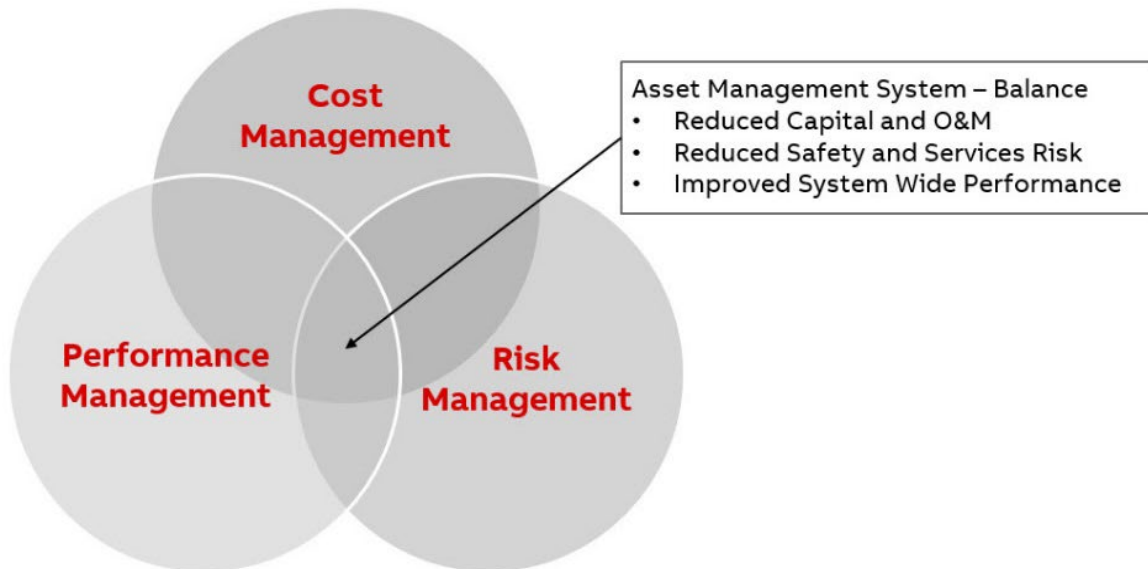 Cost
Management
Asset Management System – Balance
• Reduced Capital and O&M
• Reduced Safety and Services Risk
• Improved System Wide Performance
Performance
Management
Risk
Management